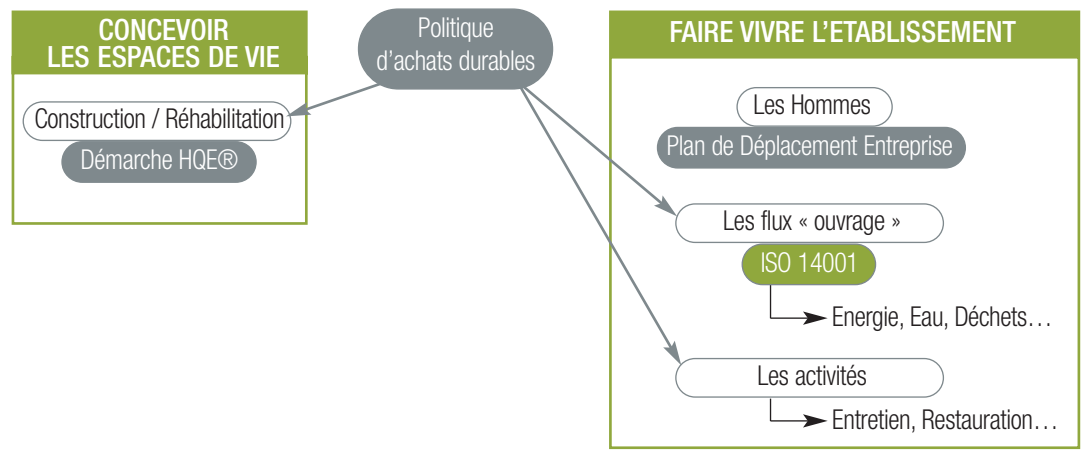 CONCEVOIR
LES ESPACES DE VIE
Construction / Réhabilitation
Démarche HQE®
Politique
d’achats durables
FAIRE VIVRE L’ETABLISSEMENT
Les Hommes
Plan de Déplacement Entreprise
Les flux « ouvrage »
ISO 14001
Energie, Eau, Déchets…
Les activités
Entretien, Restauration…